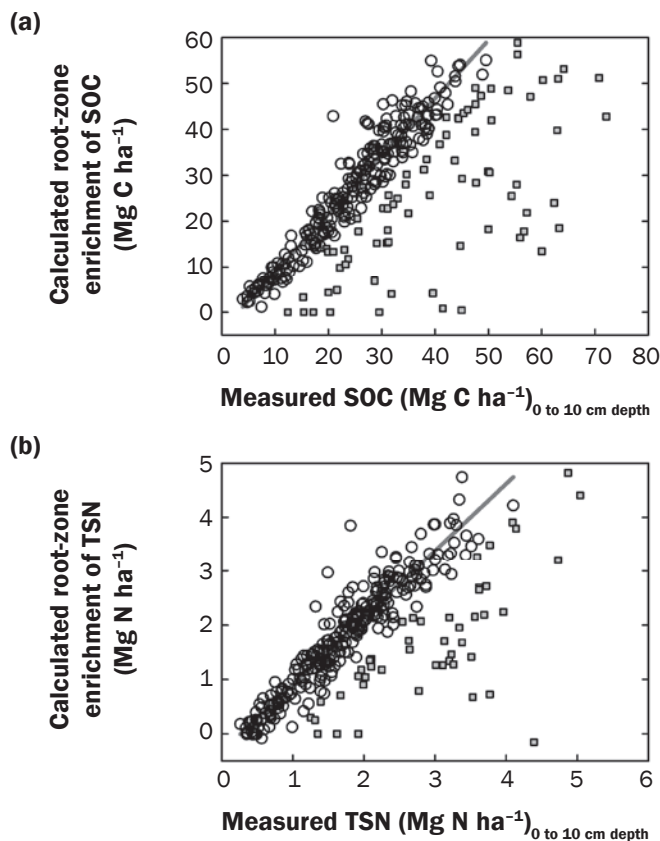 (a)
Calculated root-zone
enrichment of SOC
(Mg C ha⁻¹)
60
50
40
30
20
10
0
0 10 20 30 40 50 60 70 80
Measured SOC (Mg C ha⁻¹)0 to 10 cm depth
(b)
Calculated root-zone
enrichment of TSN
(Mg N ha⁻¹)
5
4
3
2
1
0
0 1 2 3 4 5 6
Measured TSN (Mg N ha⁻¹)0 to 10 cm depth